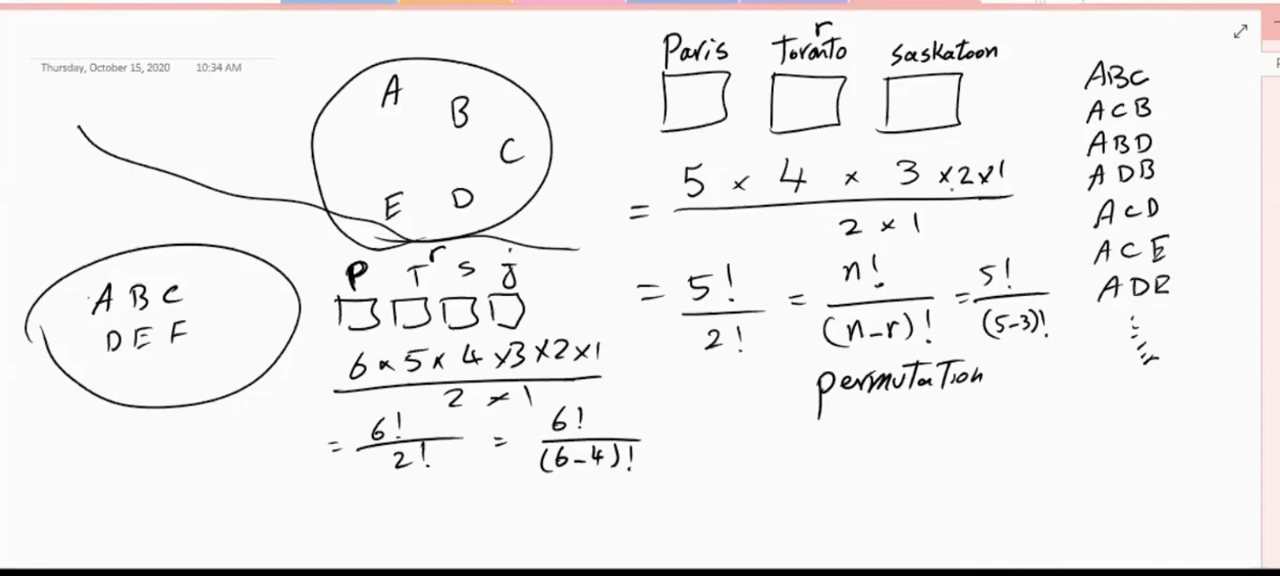 Thursday, October 15, 2020 10:34 AM
A
B
C
E D
A B C
D E F
P T r S j
6 × 5 × 4 × 3 × 2 × 1
2 × 1
= 6! / 2! = 6! / (6-4)!
r
Paris Toronto Saskatoon
= 5 × 4 × 3 × 2 × 1
2 × 1
= 5! / 2! = n! / (n-r)! = 5! / (5-3)!
permutation
ABC
ACB
ABD
ADB
ACD
ACE